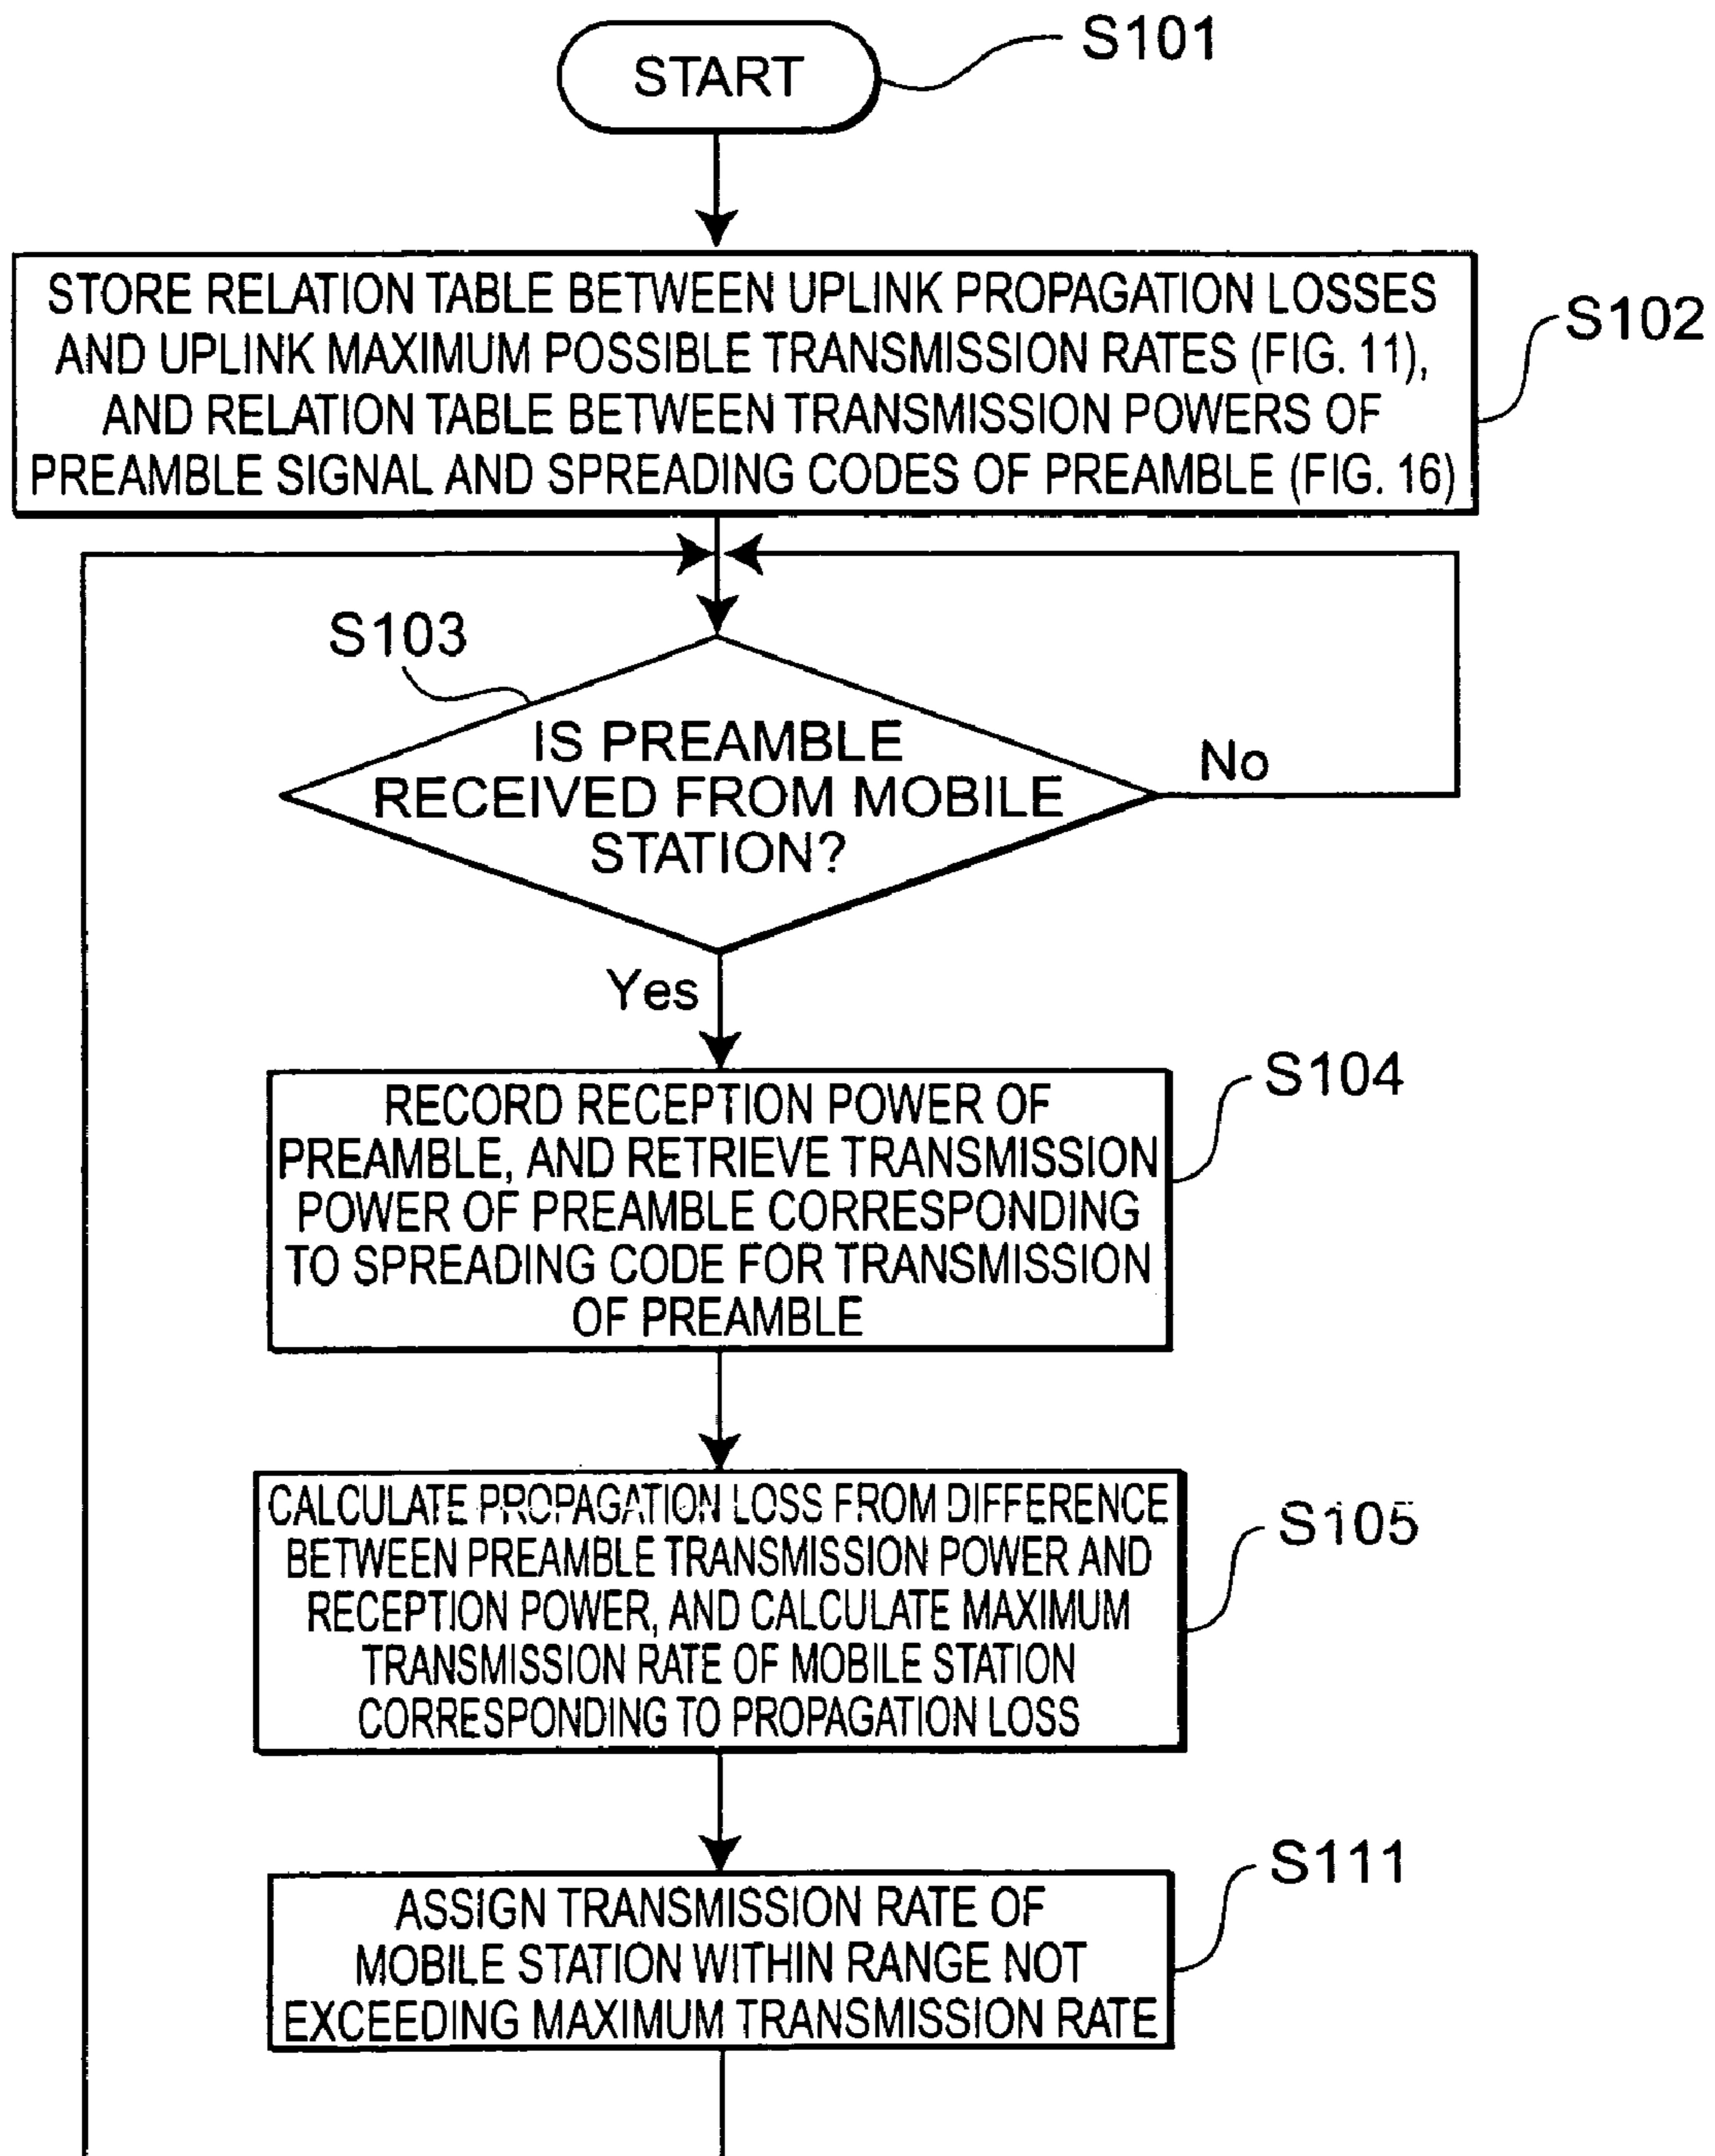 START
S101
STORE RELATION TABLE BETWEEN UPLINK PROPAGATION LOSSES
AND UPLINK MAXIMUM POSSIBLE TRANSMISSION RATES (FIG. 11),
AND RELATION TABLE BETWEEN TRANSMISSION POWERS OF
PREAMBLE SIGNAL AND SPREADING CODES OF PREAMBLE (FIG. 16)
S102
S103
IS PREAMBLE
RECEIVED FROM MOBILE
STATION?
No
Yes
RECORD RECEPTION POWER OF
PREAMBLE, AND RETRIEVE TRANSMISSION
POWER OF PREAMBLE CORRESPONDING
TO SPREADING CODE FOR TRANSMISSION
OF PREAMBLE
S104
CALCULATE PROPAGATION LOSS FROM DIFFERENCE
BETWEEN PREAMBLE TRANSMISSION POWER AND
RECEPTION POWER, AND CALCULATE MAXIMUM
TRANSMISSION RATE OF MOBILE STATION
CORRESPONDING TO PROPAGATION LOSS
S105
ASSIGN TRANSMISSION RATE OF
MOBILE STATION WITHIN RANGE NOT
EXCEEDING MAXIMUM TRANSMISSION RATE
S111